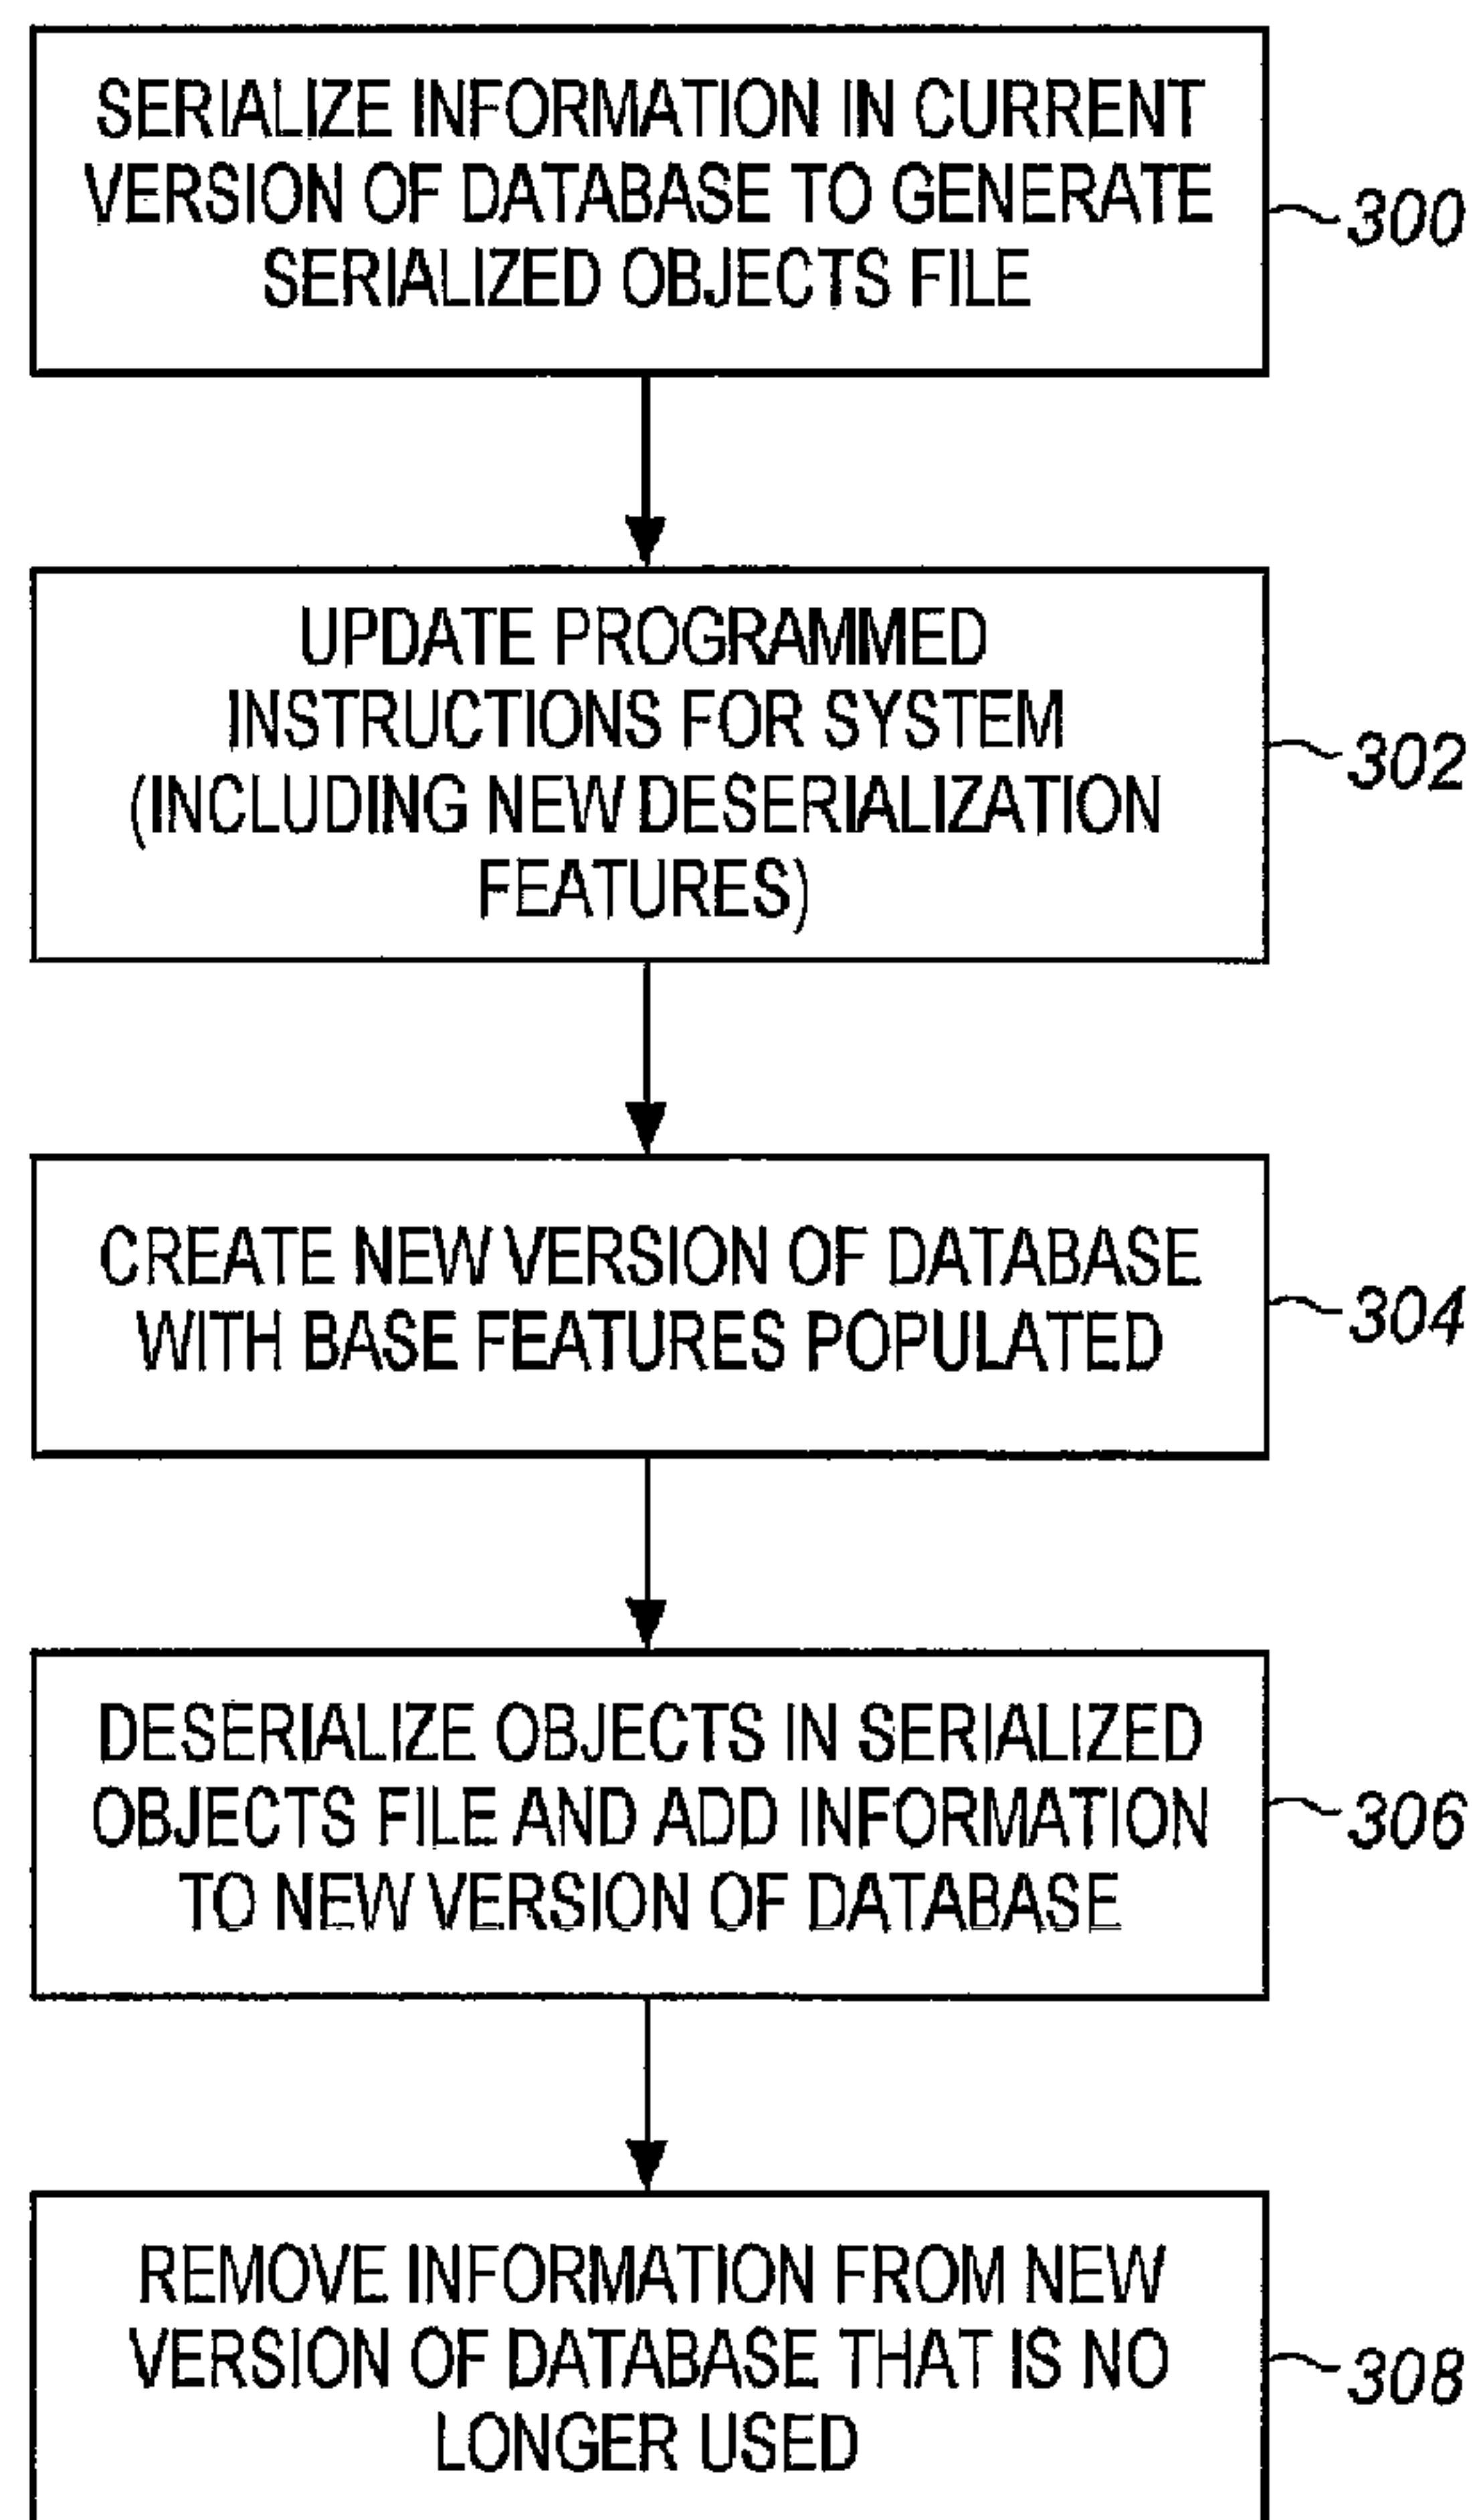 SERIALIZE INFORMATION IN CURRENT
VERSION OF DATABASE TO GENERATE
SERIALIZED OBJECTS FILE
300
UPDATE PROGRAMMED
INSTRUCTIONS FOR SYSTEM
(INCLUDING NEW DESERIALIZATION
FEATURES)
302
CREATE NEW VERSION OF DATABASE
WITH BASE FEATURES POPULATED
304
DESERIALIZE OBJECTS IN SERIALIZED
OBJECTS FILE AND ADD INFORMATION
TO NEW VERSION OF DATABASE
306
REMOVE INFORMATION FROM NEW
VERSION OF DATABASE THAT IS NO
LONGER USED
308